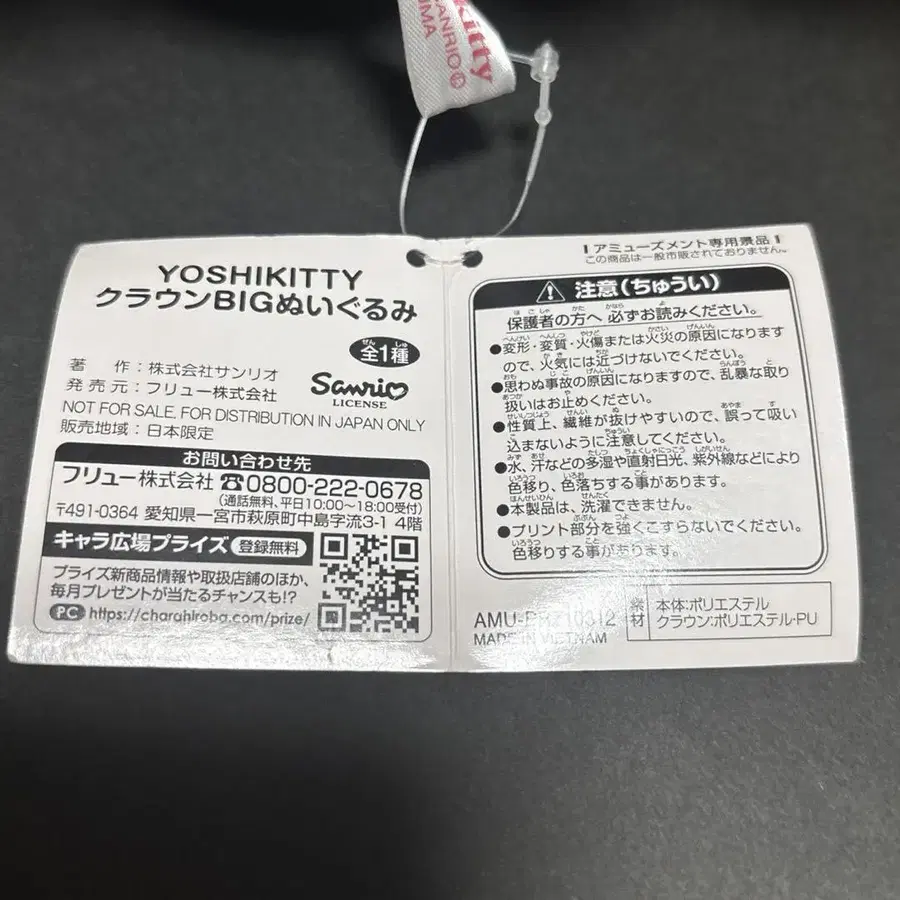 kitty
SANRIO
YOSHIKITTY
クラウンBIGぬいぐるみ
全1種
著 作：株式会社サンリオ
発売元：フリュー株式会社
Sanrio
LICENSE
NOT FOR SALE. FOR DISTRIBUTION IN JAPAN ONLY
販売地域：日本限定
お問い合わせ先
フリュー株式会社 ☎0800-222-0678
(通話無料、平日10:00〜18:00受付)
〒491-0364 愛知県一宮市萩原町中島字流3-1 4階
キャラ広場プライズ 登録無料
プライズ新商品情報や取扱店舗のほか、
毎月プレゼントが当たるチャンスも!?
PC https://charahiroba.com/prize/
アミューズメント専用景品
この商品は一般市販されておりません。
注意(ちゅうい)
保護者の方へ 必ずお読みください。
●変形・変質・火傷または火災の原因になります
ので、火気には近づけないでください。
●思わぬ事故の原因になりますので、乱暴な取り
扱いはお止めください。
●性質上、繊維が抜けやすいので、誤って吸い
込まないように注意してください。
●水、汗などの多湿や直射日光、紫外線などにより
色移り、色落ちする事があります。
●本製品は、洗濯できません。
●プリント部分を強くこすらないでください。
色移りする事があります。
MADE IN VIETNAM
素材
本体：ポリエステル
クラウン：ポリエステル・PU